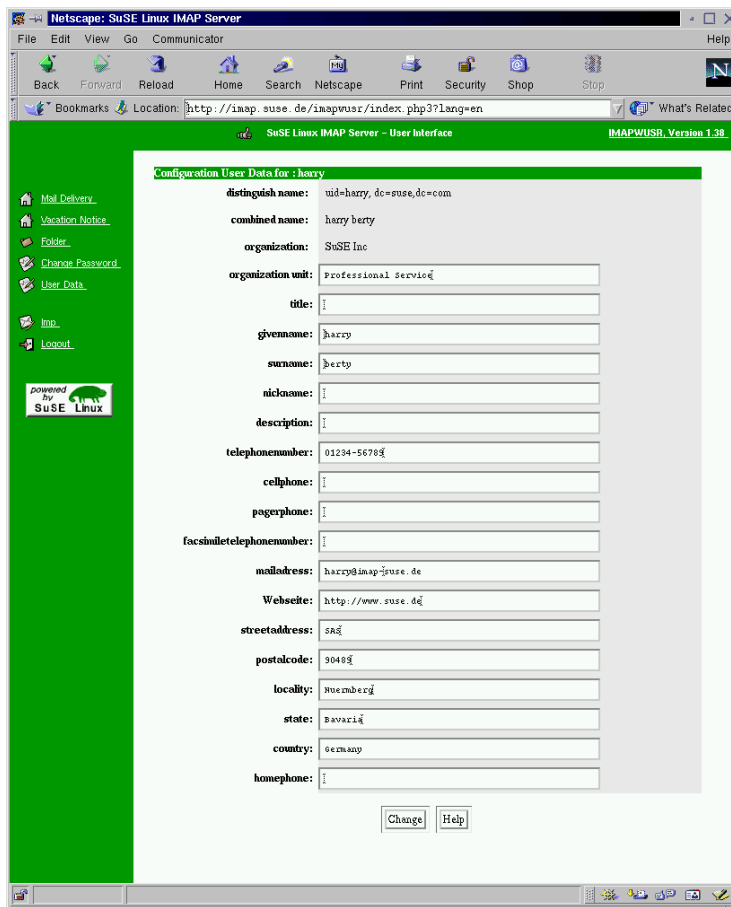 Netscape: SuSE Linux IMAP Server
File Edit View Go Communicator Help
Back Forward Reload Home Search Netscape Print Security Shop Stop
My
N
Bookmarks Location: http://imap.suse.de/imapwusr/index.php3?lang=en What's Related
SuSE Linux IMAP Server – User Interface IMAPWUSR, Version 1.38
Configuration User Data for : harry
Mail Delivery
Vacation Notice
Folder
Change Password
User Data
Imp
Logout
powered
by
SuSE Linux
distinguish name: uid=harry, dc=suse,dc=com
combined name: harry berty
organization: SuSE Inc
organization unit: Professional Service
title:
givenname: harry
surname: berty
nickname:
description:
telephonenumber: 01234-56789
cellphone:
pagerphone:
facsimiletelephonenumber:
mailadress: harry@imap-suse.de
Webseite: http://www.suse.de
streetaddress: SAS
postalcode: 90489
locality: Nuernberg
state: Bavaria
country: Germany
homephone:
Change Help